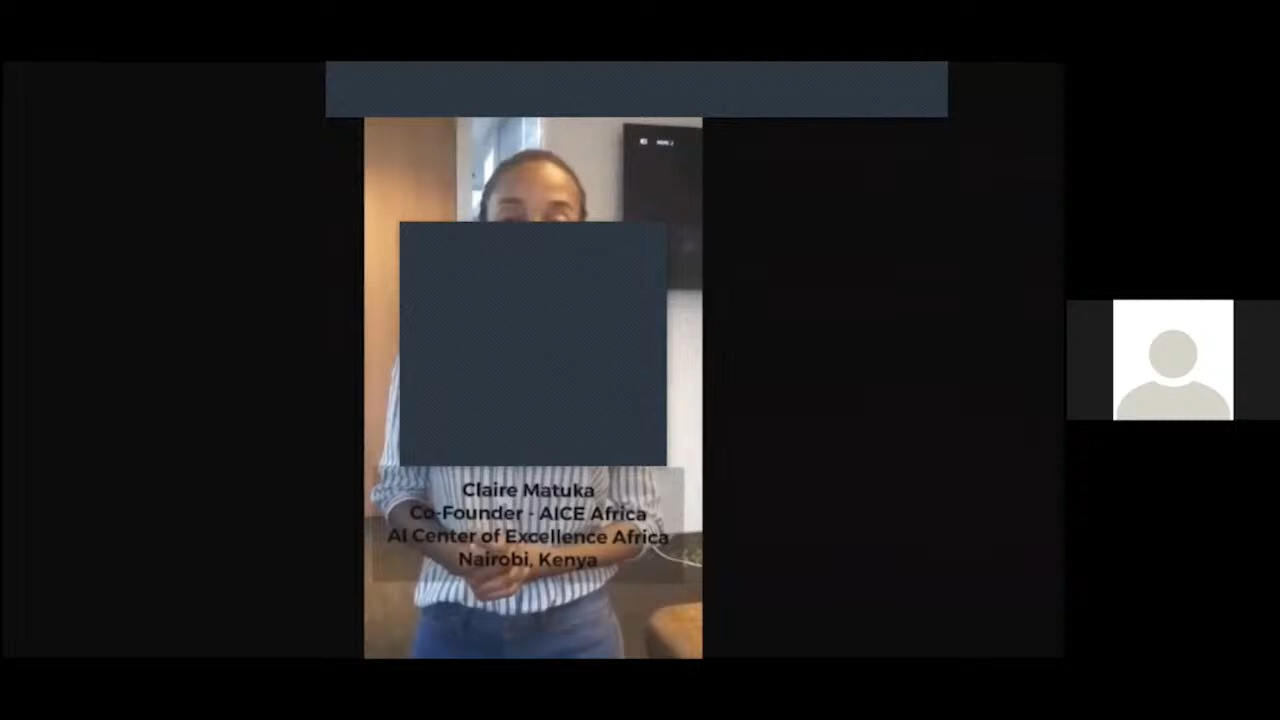 Claire Matuka
Co-Founder - AICE Africa
AI Center of Excellence Africa
Nairobi, Kenya